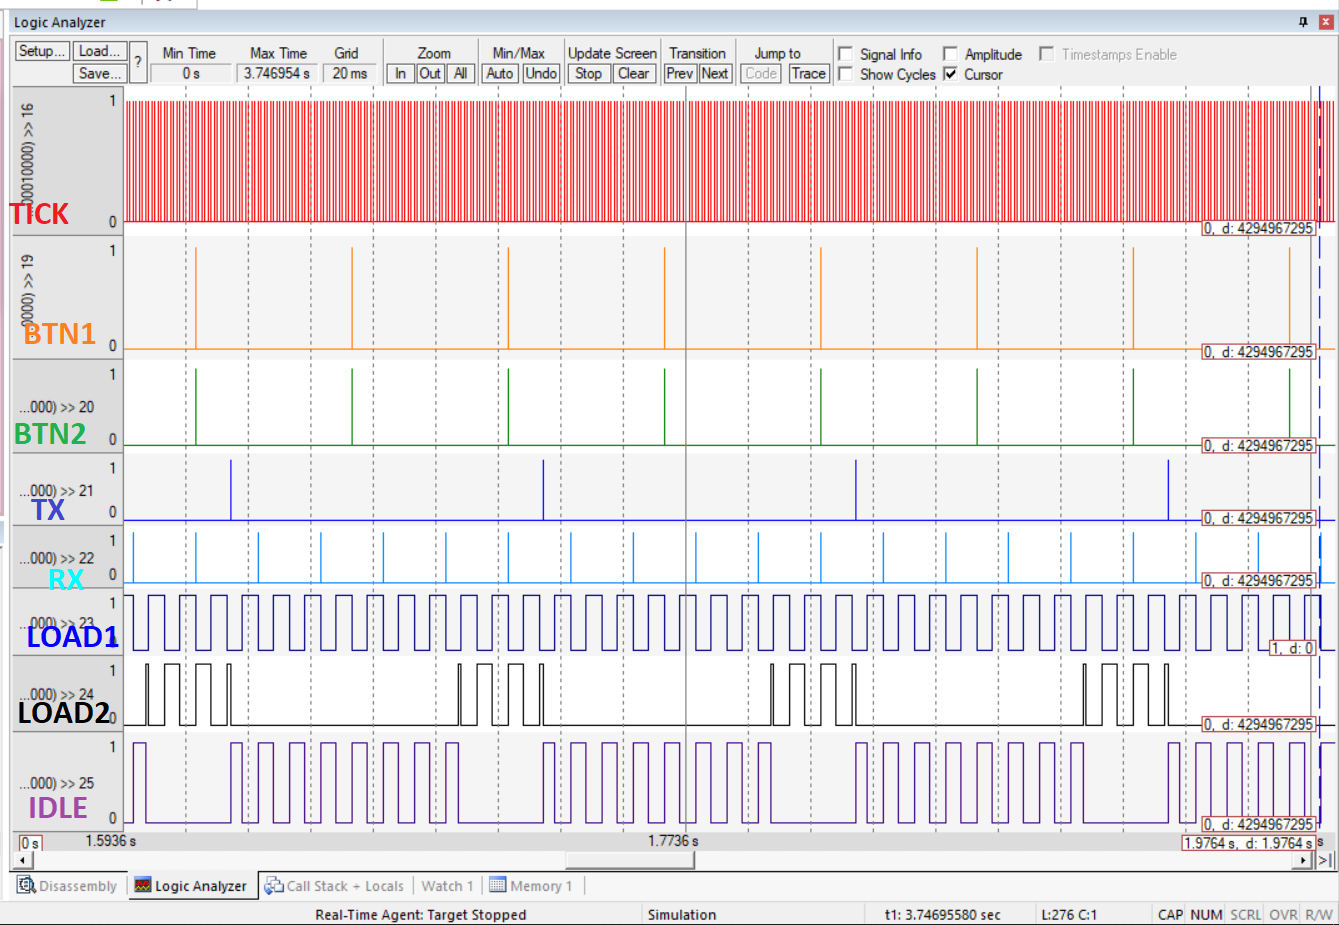 Logic Analyzer
Setup... Load... ? Min Time Max Time Grid Zoom Min/Max Update Screen Transition Jump to Signal Info Amplitude Timestamps Enable
Save... 0 s 3.746954 s 20 ms In Out All Auto Undo Stop Clear Prev Next Code Trace Show Cycles Cursor
1
00010000) >> 16
TICK
0
0, d: 4294967295
1
0000) >> 19
BTN1
0
0, d: 4294967295
1
...000) >> 20
BTN2
0
0, d: 4294967295
1
...000) >> 21
TX
0
0, d: 4294967295
1
...000) >> 22
RX
0
0, d: 4294967295
1
...000) >> 23
LOAD1
1, d: 0
1
...000) >> 24
LOAD2
0
0, d: 4294967295
1
...000) >> 25
IDLE
0
0, d: 4294967295
0 s 1.5936 s 1.7736 s 1.9764 s, d: 1.9764 s s
Disassembly Logic Analyzer Call Stack + Locals Watch 1 Memory 1
Real-Time Agent: Target Stopped Simulation t1: 3.74695580 sec L:276 C:1 CAP NUM SCRL OVR R/W